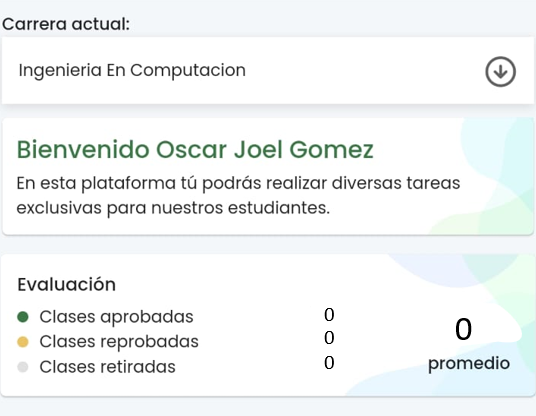 Carrera actual:
Ingenieria En Computacion
Bienvenido Oscar Joel Gomez
En esta plataforma tú podrás realizar diversas tareas
exclusivas para nuestros estudiantes.
Evaluación
Clases aprobadas 0
Clases reprobadas 0
Clases retiradas 0
0
promedio